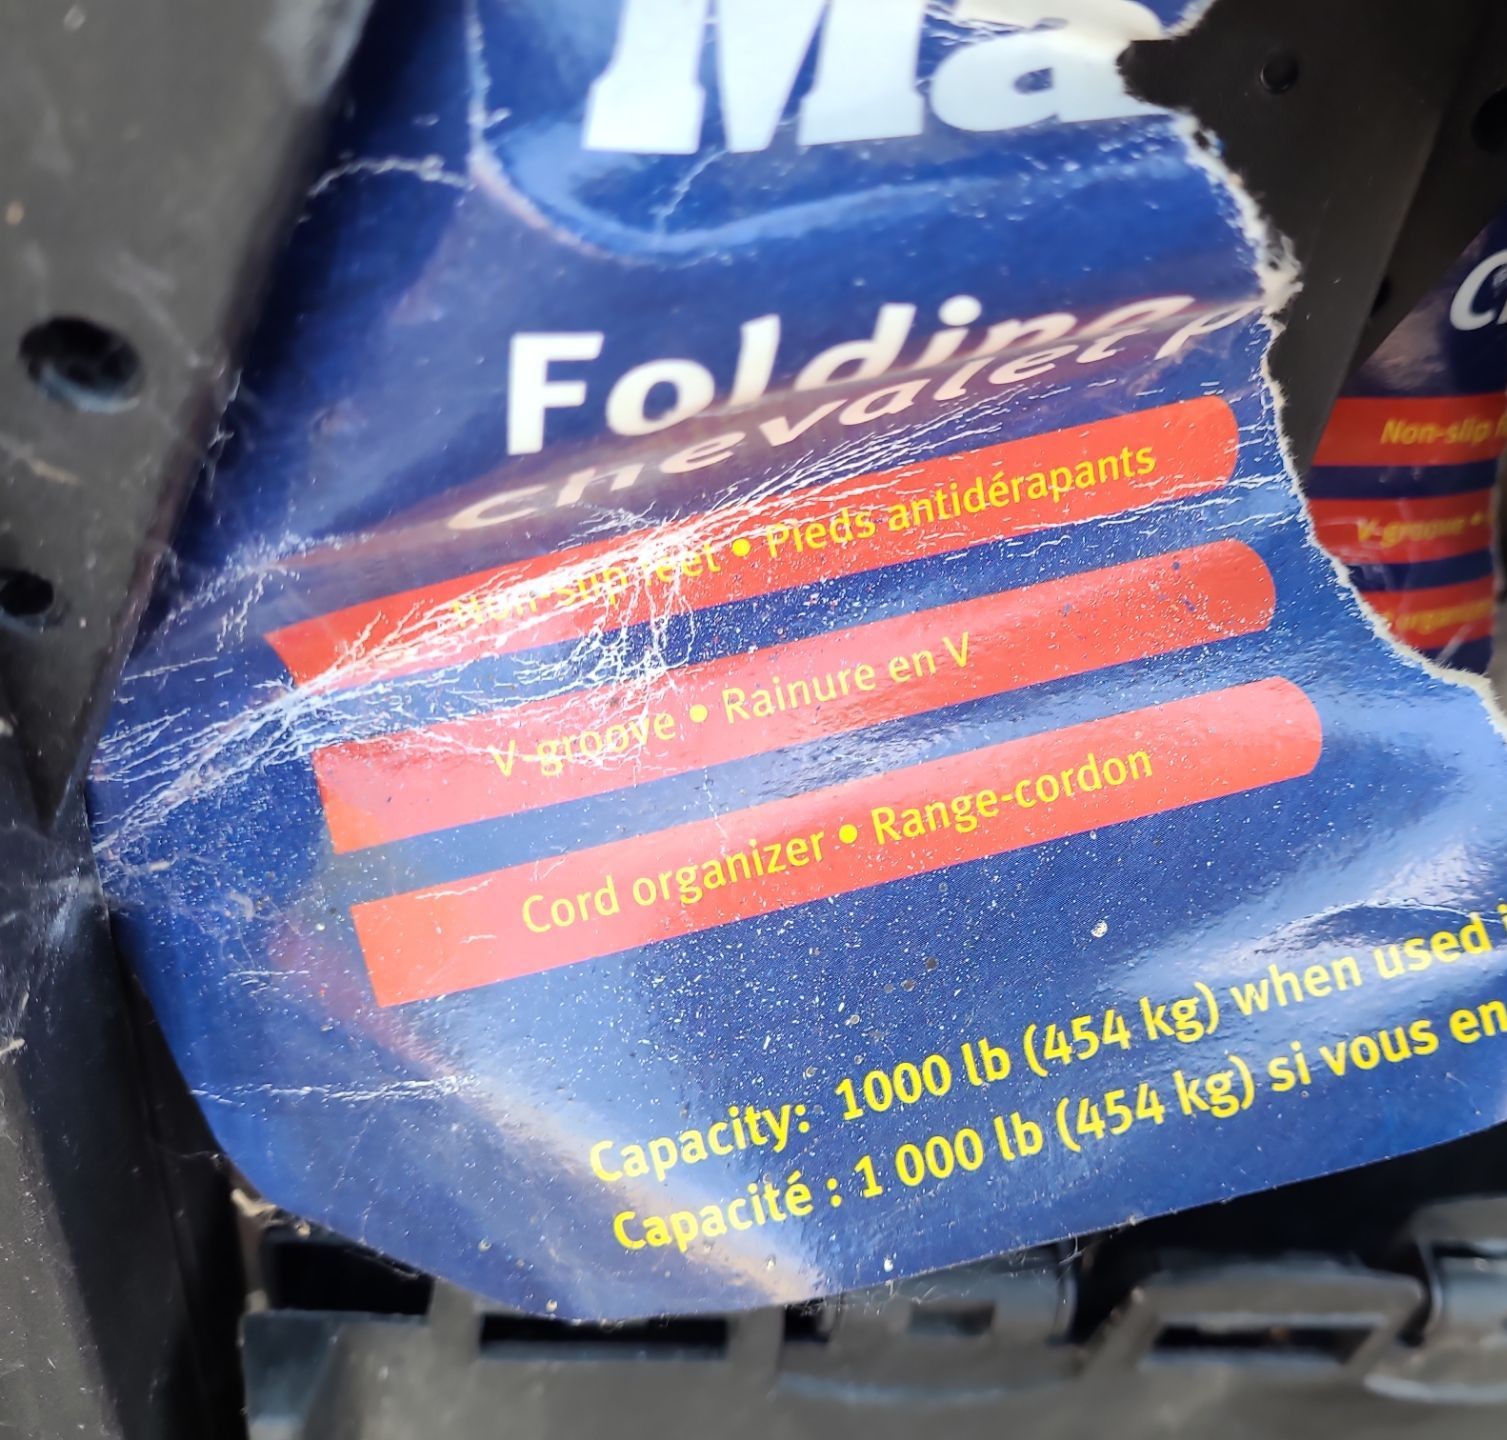 Ma
Folding
Chevalet p
Non-slip feet • Pieds antidérapants
V-groove • Rainure en V
Cord organizer • Range-cordon
Capacity: 1000 lb (454 kg) when used i
Capacité : 1 000 lb (454 kg) si vous en
Non-slip
V-groove •
organi